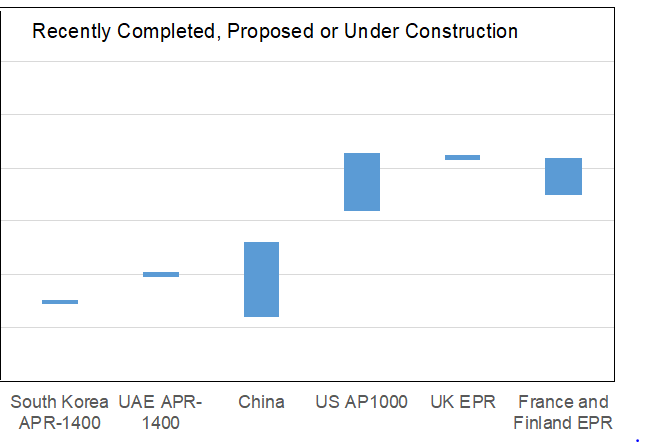 Recently Completed, Proposed or Under Construction
South Korea APR-1400
UAE APR-1400
China
US AP1000
UK EPR
France and Finland EPR